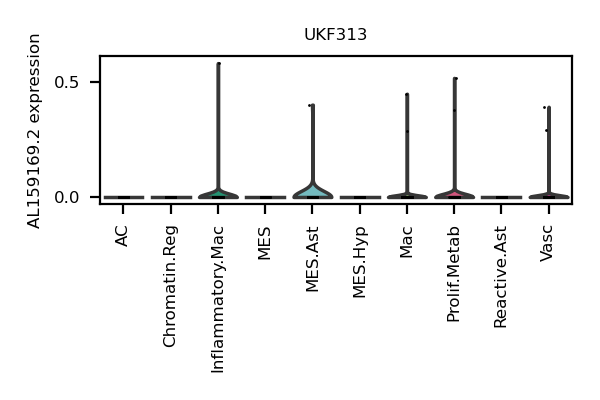 UKF313
AL159169.2 expression
0.5
0.0
AC
Chromatin.Reg
Inflammatory.Mac
MES
MES.Ast
MES.Hyp
Mac
Prolif.Metab
Reactive.Ast
Vasc